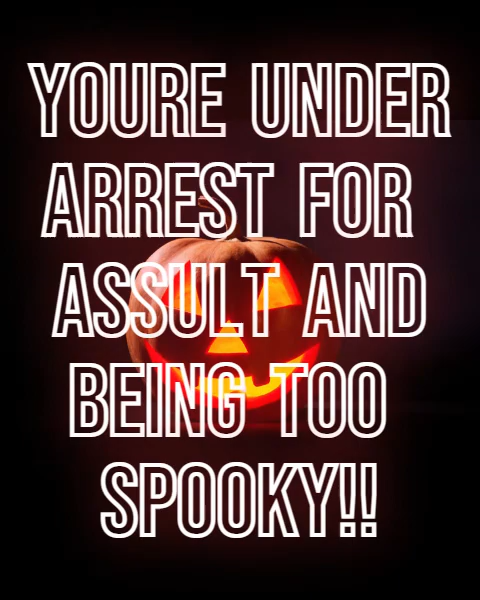 YOURE UNDER
ARREST FOR
ASSULT AND
BEING TOO
SPOOKY!!